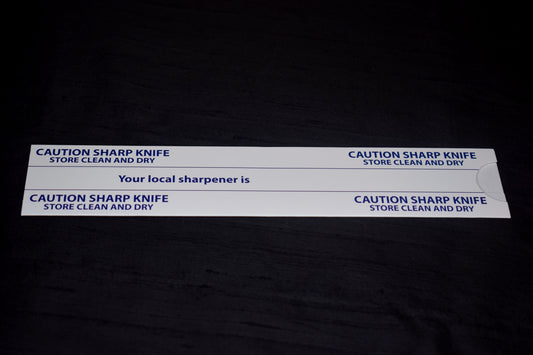 CAUTION SHARP KNIFE
STORE CLEAN AND DRY
CAUTION SHARP KNIFE
STORE CLEAN AND DRY
Your local sharpener is
CAUTION SHARP KNIFE
STORE CLEAN AND DRY
CAUTION SHARP KNIFE
STORE CLEAN AND DRY